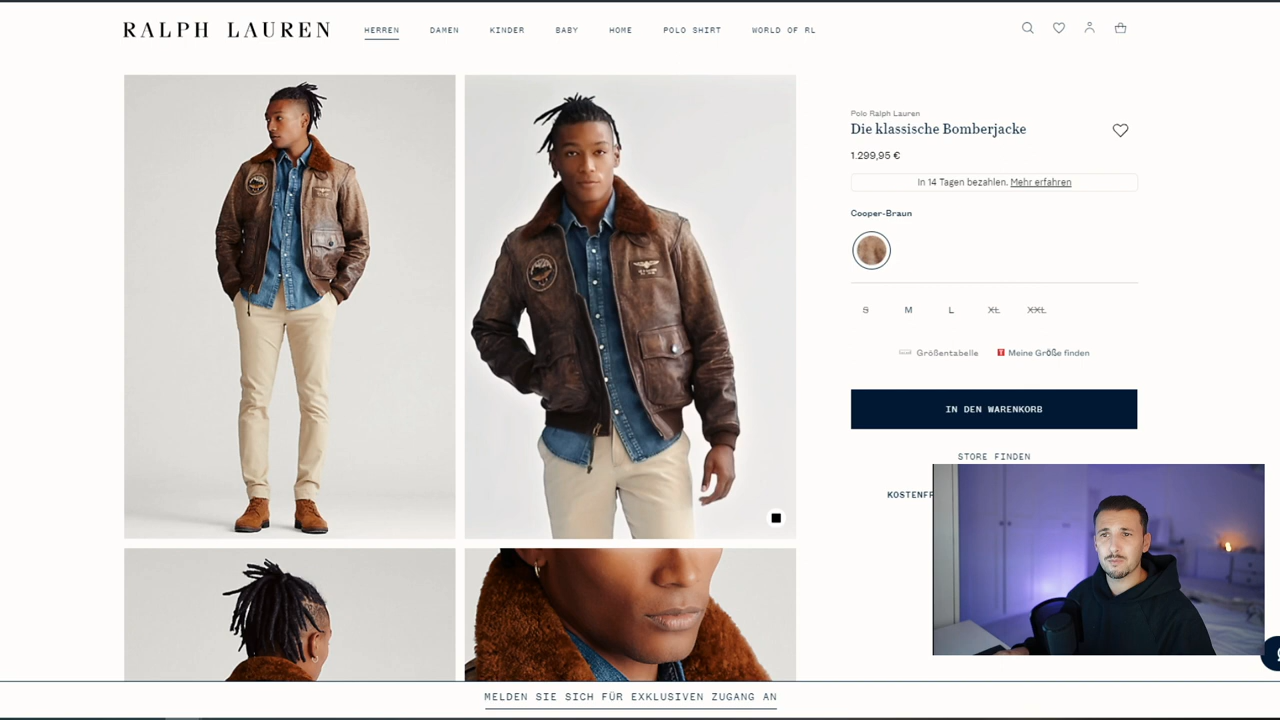 RALPH LAUREN
HERREN DAMEN KINDER BABY HOME POLO SHIRT WORLD OF RL
Polo Ralph Lauren
Die klassische Bomberjacke
1.299,95 €
In 14 Tagen bezahlen. Mehr erfahren
Cooper-Braun
S M L XL XXL
Größentabelle Meine Größe finden
IN DEN WARENKORB
STORE FINDEN
KOSTENFR
MELDEN SIE SICH FÜR EXKLUSIVEN ZUGANG AN